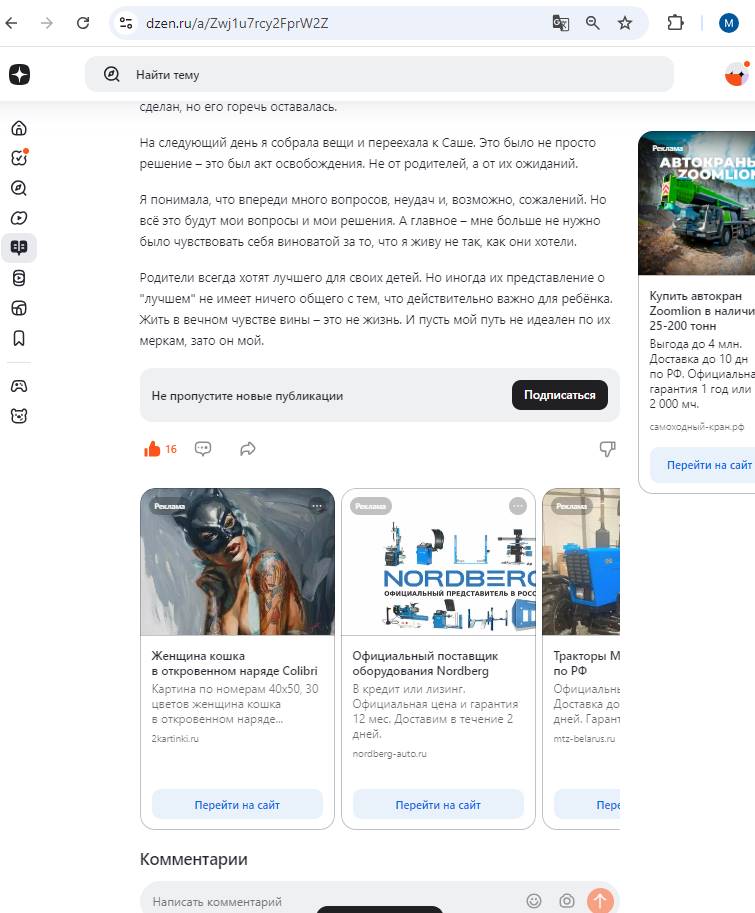 dzen.ru/a/Zwj1u7rcy2FprW2Z
M
Найти тему
сделан, но его горечь оставалась.
На следующий день я собрала вещи и переехала к Саше. Это было не просто
решение – это был акт освобождения. Не от родителей, а от их ожиданий.
Я понимала, что впереди много вопросов, неудач и, возможно, сожалений. Но
всё это будут мои вопросы и мои решения. А главное – мне больше не нужно
было чувствовать себя виноватой за то, что я живу не так, как они хотели.
Родители всегда хотят лучшего для своих детей. Но иногда их представление о
"лучшем" не имеет ничего общего с тем, что действительно важно для ребёнка.
Жить в вечном чувстве вины – это не жизнь. И пусть мой путь не идеален по их
меркам, зато он мой.
Не пропустите новые публикации
Подписаться
16
Реклама
АВТОКРАНЫ
ZOOMLION
Купить автокран
Zoomlion в наличи
25-200 тонн
Выгода до 4 млн.
Доставка до 10 дн
по РФ. Официальна
гарантия 1 год или
2 000 мч.
самоходный-кран.рф
Перейти на сайт
Реклама
Женщина кошка
в откровенном наряде Colibri
Картина по номерам 40х50, 30
цветов женщина кошка
в откровенном наряде...
2kartinki.ru
Перейти на сайт
Реклама
NORDBERG
ОФИЦИАЛЬНЫЙ ПРЕДСТАВИТЕЛЬ В РОСС
Официальный поставщик
оборудования Nordberg
В кредит или лизинг.
Официальная цена и гарантия
12 мес. Доставим в течение 2
дней.
nordberg-auto.ru
Перейти на сайт
Реклама
Тракторы М
по РФ
Официальнь
Доставка до
дней. Гарант
mtz-belarus.ru
Пере
Комментарии
Написать комментарий